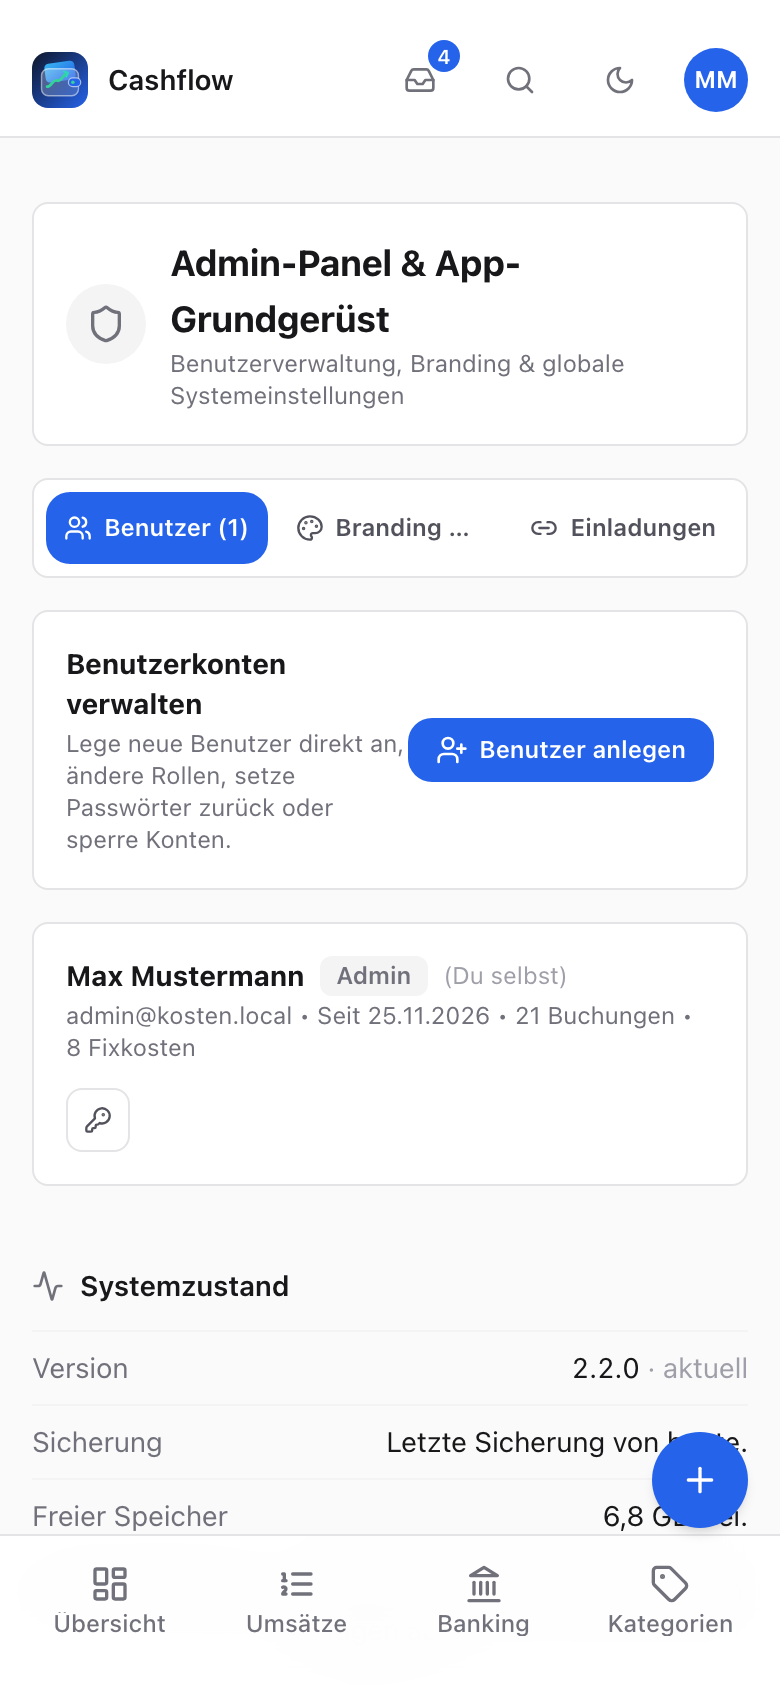 Cashflow
4
MM
Admin-Panel & App-
Grundgerüst
Benutzerverwaltung, Branding & globale
Systemeinstellungen
Benutzer (1)
Branding ...
Einladungen
Benutzerkonten
verwalten
Lege neue Benutzer direkt an,
ändere Rollen, setze
Passwörter zurück oder
sperre Konten.
Benutzer anlegen
Max Mustermann Admin (Du selbst)
admin@kosten.local • Seit 25.11.2026 • 21 Buchungen •
8 Fixkosten
Systemzustand
Version 2.2.0 · aktuell
Sicherung Letzte Sicherung von
Freier Speicher 6,8
Übersicht
Umsätze
Banking
Kategorien